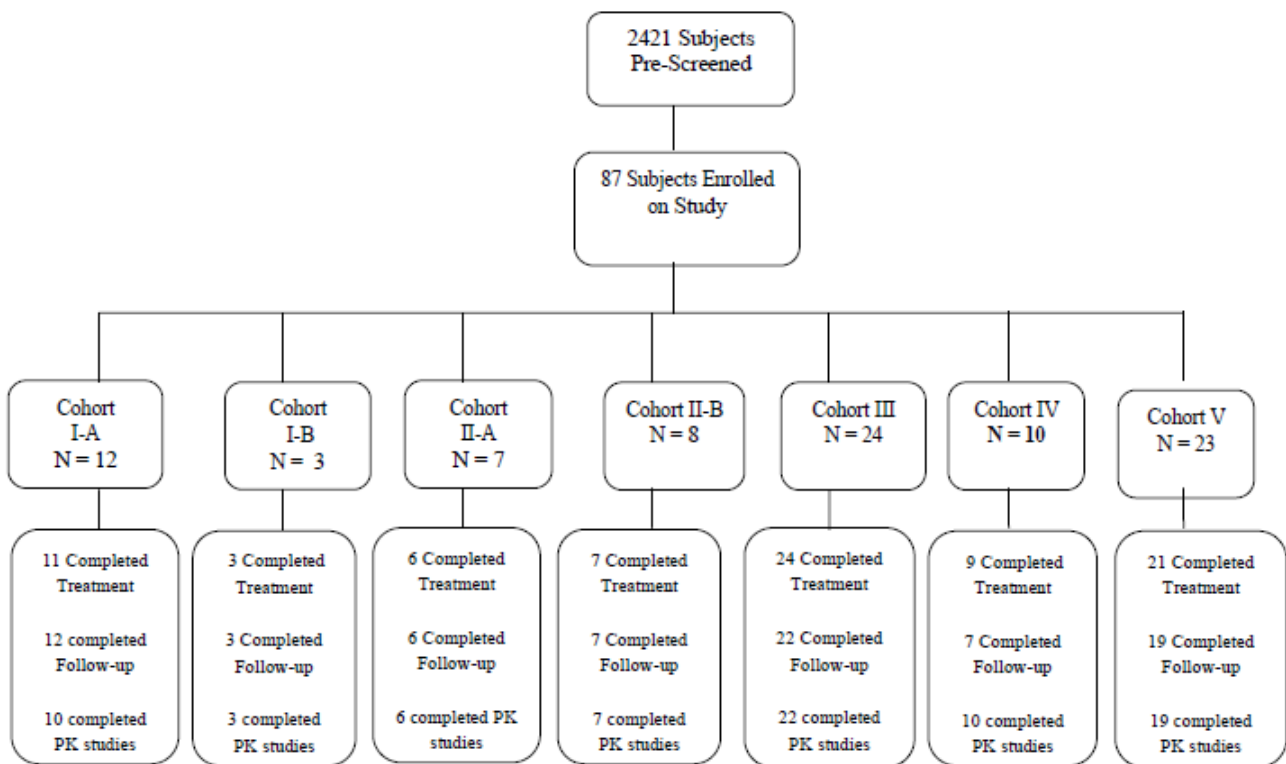 2421 Subjects
Pre-Screened
87 Subjects Enrolled
on Study
Cohort
I-A
N = 12
Cohort
I-B
N = 3
Cohort
II-A
N = 7
Cohort II-B
N = 8
Cohort III
N = 24
Cohort IV
N = 10
Cohort V
N = 23
11 Completed
Treatment
12 completed
Follow-up
10 completed
PK studies
3 Completed
Treatment
3 Completed
Follow-up
3 completed
PK studies
6 Completed
Treatment
6 Completed
Follow-up
6 completed PK
studies
7 Completed
Treatment
7 Completed
Follow-up
7 completed
PK studies
24 Completed
Treatment
22 Completed
Follow-up
22 completed
PK studies
9 Completed
Treatment
7 Completed
Follow-up
10 completed
PK studies
21 Completed
Treatment
19 Completed
Follow-up
19 completed
PK studies